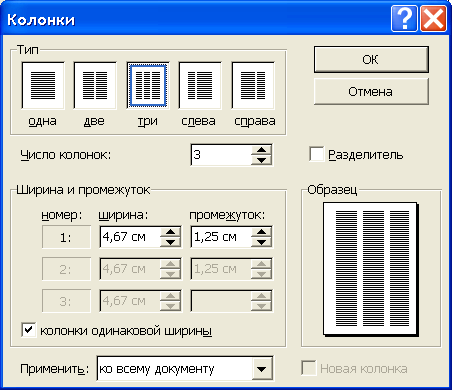 Колонки
Тип
одна две три слева справа
ОК
Отмена
Число колонок: 3
Разделитель
Ширина и промежуток
номер: ширина: промежуток:
1: 4,67 см 1,25 см
2: 4,67 см 1,25 см
3: 4,67 см
колонки одинаковой ширины
Образец
Применить: ко всему документу
Новая колонка